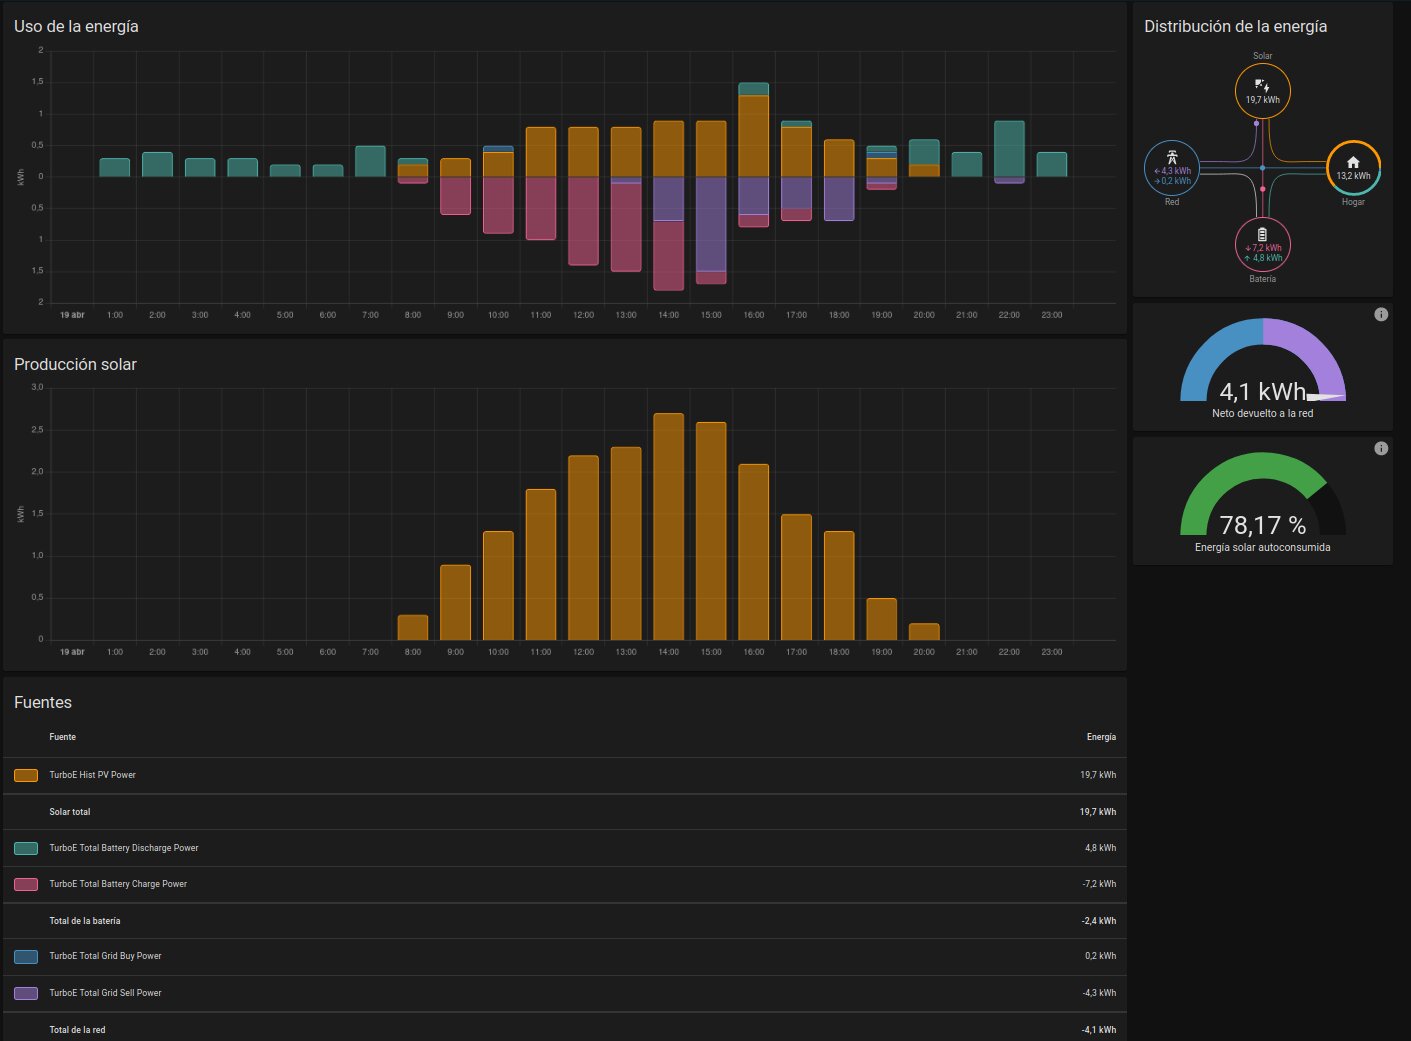 Uso de la energía
2
1,5
1
0,5
0
0,5
1
1,5
2
kWh
19 abr 1:00 2:00 3:00 4:00 5:00 6:00 7:00 8:00 9:00 10:00 11:00 12:00 13:00 14:00 15:00 16:00 17:00 18:00 19:00 20:00 21:00 22:00 23:00
Distribución de la energía
Solar
19,7 kWh
←4,3 kWh
→0,2 kWh
Red
13,2 kWh
Hogar
↓7,2 kWh
↑ 4,8 kWh
Batería
4,1 kWh
Neto devuelto a la red
78,17 %
Energía solar autoconsumida
Producción solar
3,0
2,5
2,0
1,5
1,0
0,5
0
kWh
19 abr 1:00 2:00 3:00 4:00 5:00 6:00 7:00 8:00 9:00 10:00 11:00 12:00 13:00 14:00 15:00 16:00 17:00 18:00 19:00 20:00 21:00 22:00 23:00
Fuentes
Fuente Energía
TurboE Hist PV Power 19,7 kWh
Solar total 19,7 kWh
TurboE Total Battery Discharge Power 4,8 kWh
TurboE Total Battery Charge Power -7,2 kWh
Total de la batería -2,4 kWh
TurboE Total Grid Buy Power 0,2 kWh
TurboE Total Grid Sell Power -4,3 kWh
Total de la red -4,1 kWh